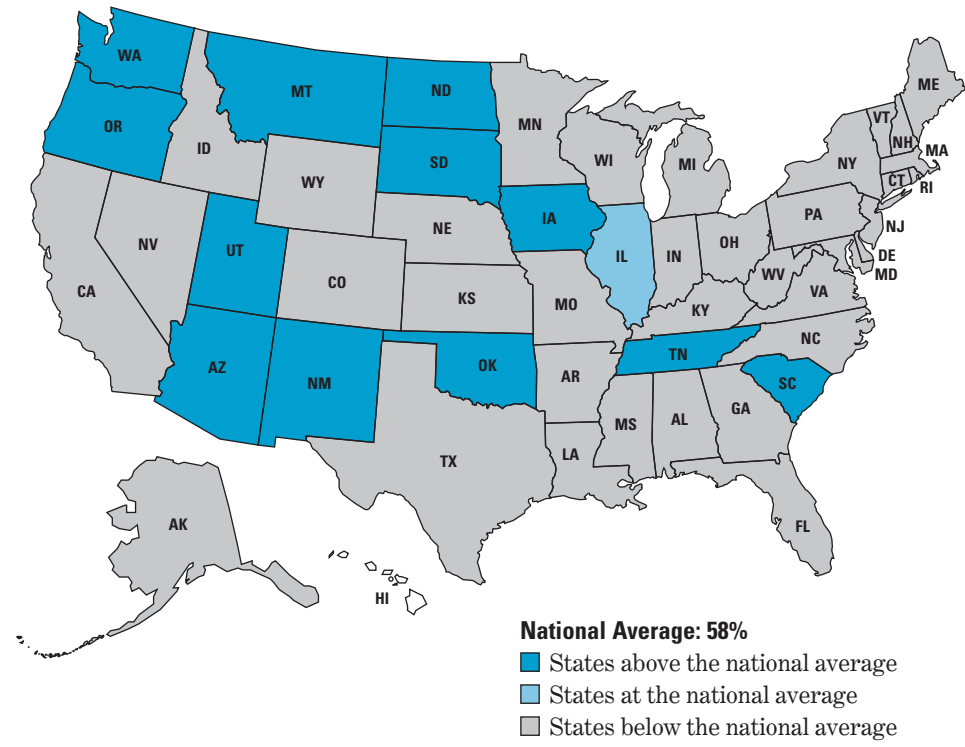 WA
MT
ND
MN
ME
OR
ID
SD
WI
MI
VT
NH
NY
MA
WY
CT
RI
IA
NE
PA
NJ
NV
UT
CO
IL
IN
OH
DE
WV
MD
CA
KS
MO
KY
VA
NC
AZ
NM
OK
TN
AR
SC
MS
AL
GA
TX
LA
AK
FL
HI
National Average: 58%
States above the national average
States at the national average
States below the national average